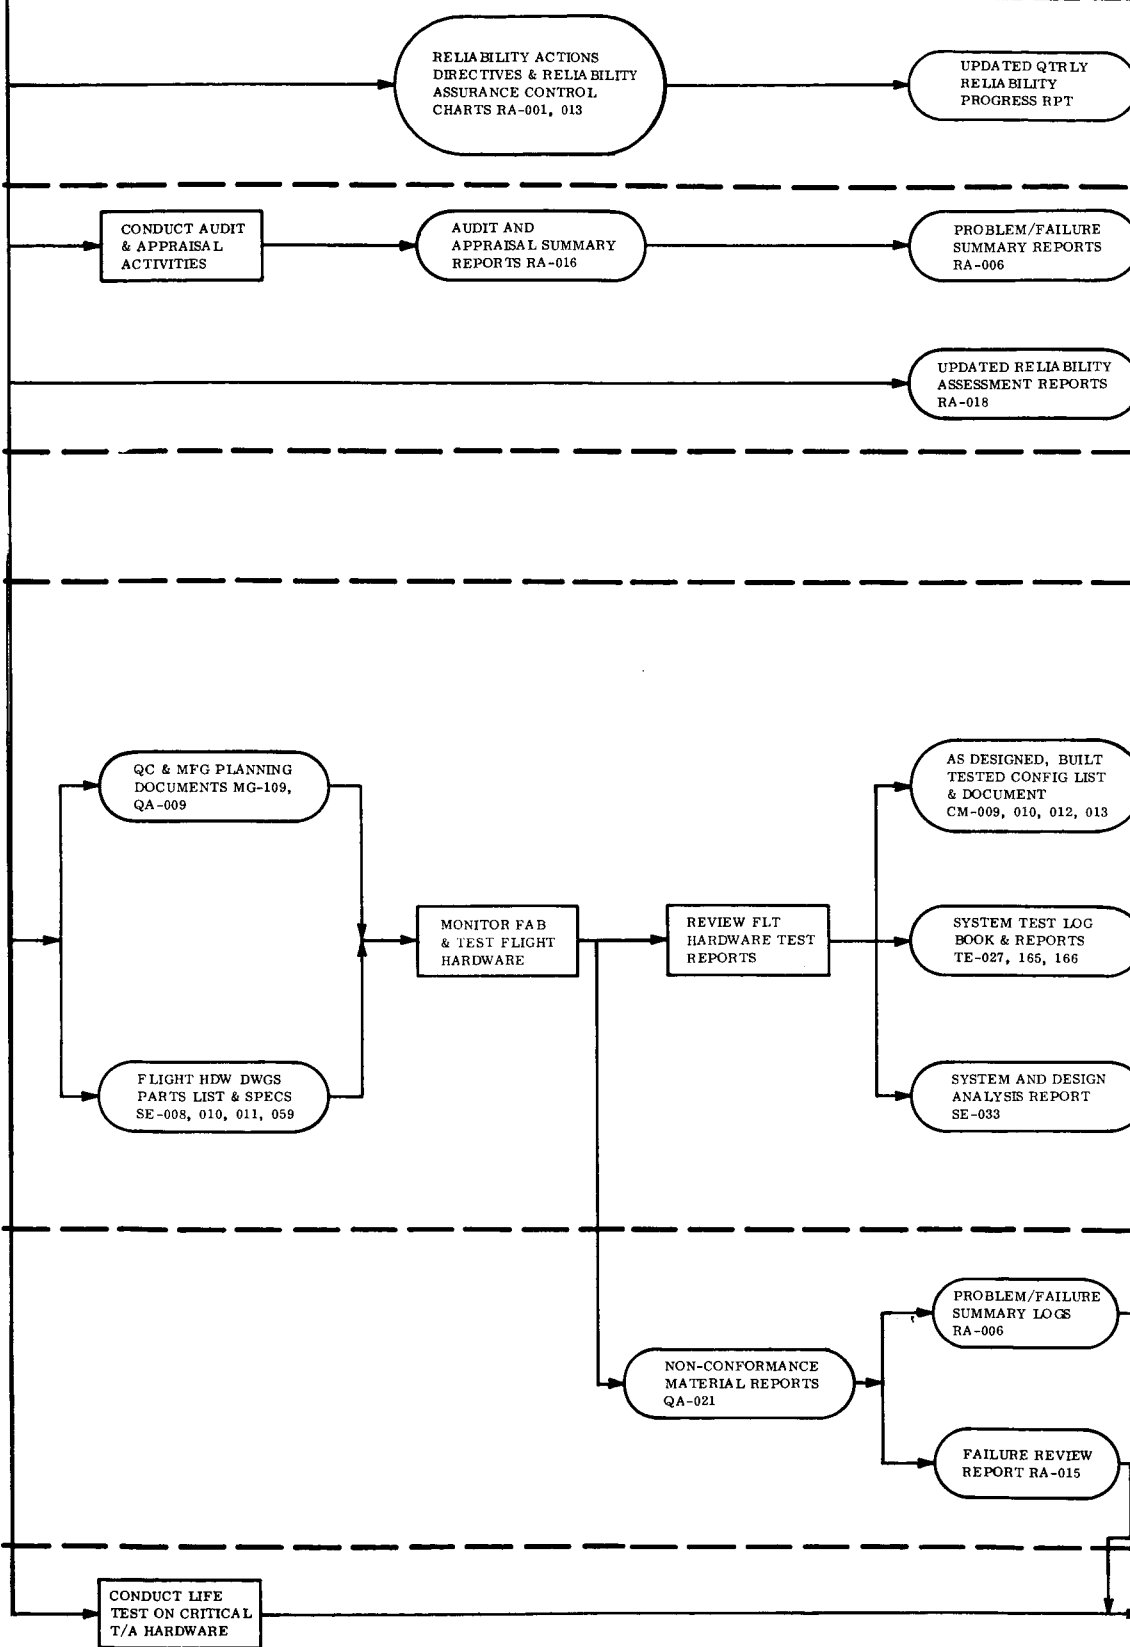 RELIABILITY ACTIONS
DIRECTIVES & RELIABILITY
ASSURANCE CONTROL
CHARTS RA-001, 013
UPDATED QTRLY
RELIABILITY
PROGRESS RPT
CONDUCT AUDIT
& APPRAISAL
ACTIVITIES
AUDIT AND
APPRAISAL SUMMARY
REPORTS RA-016
PROBLEM/FAILURE
SUMMARY REPORTS
RA-006
UPDATED RELIABILITY
ASSESSMENT REPORTS
RA-018
QC & MFG PLANNING
DOCUMENTS MG-109,
QA-009
AS DESIGNED, BUILT
TESTED CONFIG LIST
& DOCUMENT
CM-009, 010, 012, 013
MONITOR FAB
& TEST FLIGHT
HARDWARE
REVIEW FLT
HARDWARE TEST
REPORTS
SYSTEM TEST LOG
BOOK & REPORTS
TE-027, 165, 166
FLIGHT HDW DWGS
PARTS LIST & SPECS
SE-008, 010, 011, 059
SYSTEM AND DESIGN
ANALYSIS REPORT
SE-033
PROBLEM/FAILURE
SUMMARY LOGS
RA-006
NON-CONFORMANCE
MATERIAL REPORTS
QA-021
FAILURE REVIEW
REPORT RA-015
CONDUCT LIFE
TEST ON CRITICAL
T/A HARDWARE